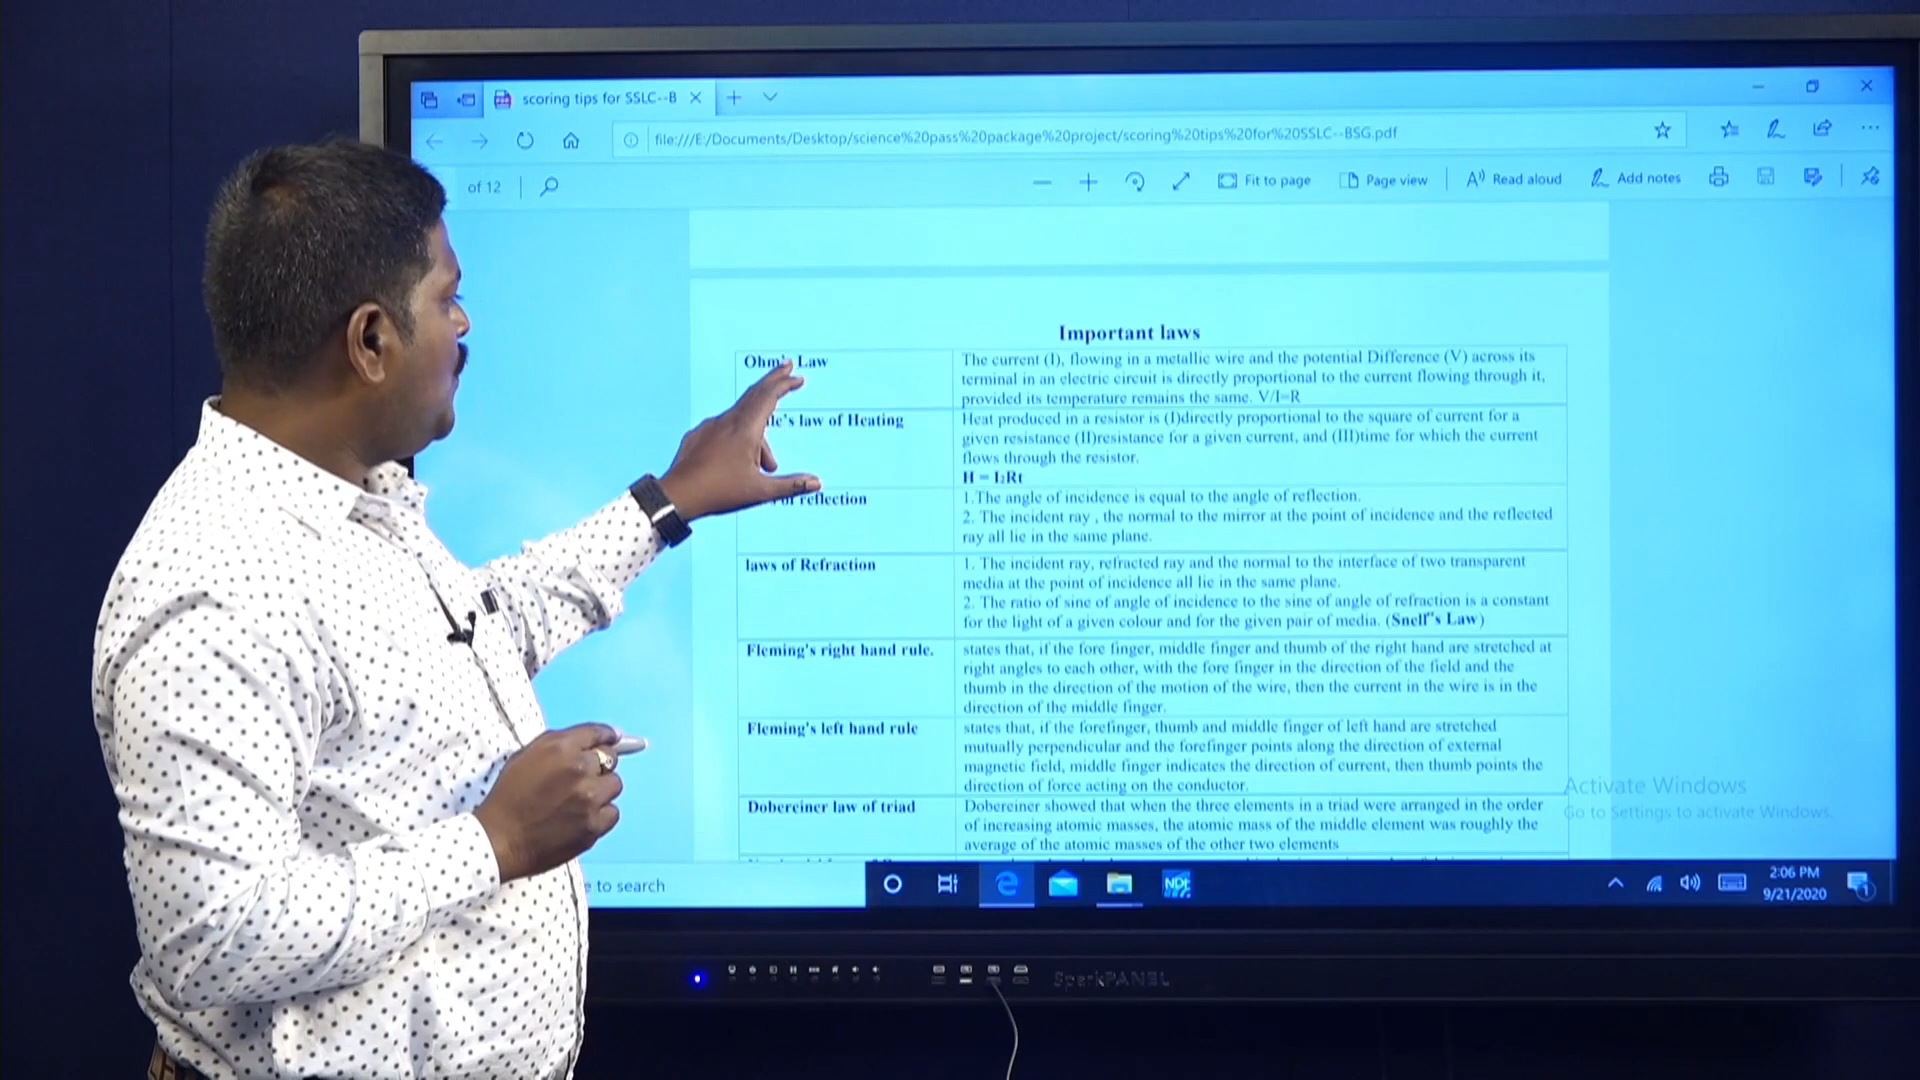 scoring tips for SSLC--B
file:///E:/Documents/Desktop/science%20pass%20package%20project/scoring%20tips%20for%20SSLC--BSG.pdf
of 12
Fit to page
Page view
Read aloud
Add notes
Important laws
Ohm's Law
The current (I), flowing in a metallic wire and the potential Difference (V) across its
terminal in an electric circuit is directly proportional to the current flowing through it,
provided its temperature remains the same. V/I=R
le's law of Heating
Heat produced in a resistor is (I)directly proportional to the square of current for a
given resistance (II)resistance for a given current, and (III)time for which the current
flows through the resistor.
H = I2Rt
of reflection
1.The angle of incidence is equal to the angle of reflection.
2. The incident ray , the normal to the mirror at the point of incidence and the reflected
ray all lie in the same plane.
laws of Refraction
1. The incident ray, refracted ray and the normal to the interface of two transparent
media at the point of incidence all lie in the same plane.
2. The ratio of sine of angle of incidence to the sine of angle of refraction is a constant
for the light of a given colour and for the given pair of media. (Snell"s Law)
Fleming's right hand rule.
states that, if the fore finger, middle finger and thumb of the right hand are stretched at
right angles to each other, with the fore finger in the direction of the field and the
thumb in the direction of the motion of the wire, then the current in the wire is in the
direction of the middle finger.
Fleming's left hand rule
states that, if the forefinger, thumb and middle finger of left hand are stretched
mutually perpendicular and the forefinger points along the direction of external
magnetic field, middle finger indicates the direction of current, then thumb points the
direction of force acting on the conductor.
Dobereiner law of triad
Dobereiner showed that when the three elements in a triad were arranged in the order
of increasing atomic masses, the atomic mass of the middle element was roughly the
average of the atomic masses of the other two elements
Activate Windows
Go to Settings to activate Windows.
e to search
NDL
2:06 PM
9/21/2020
1
SparkPANEL